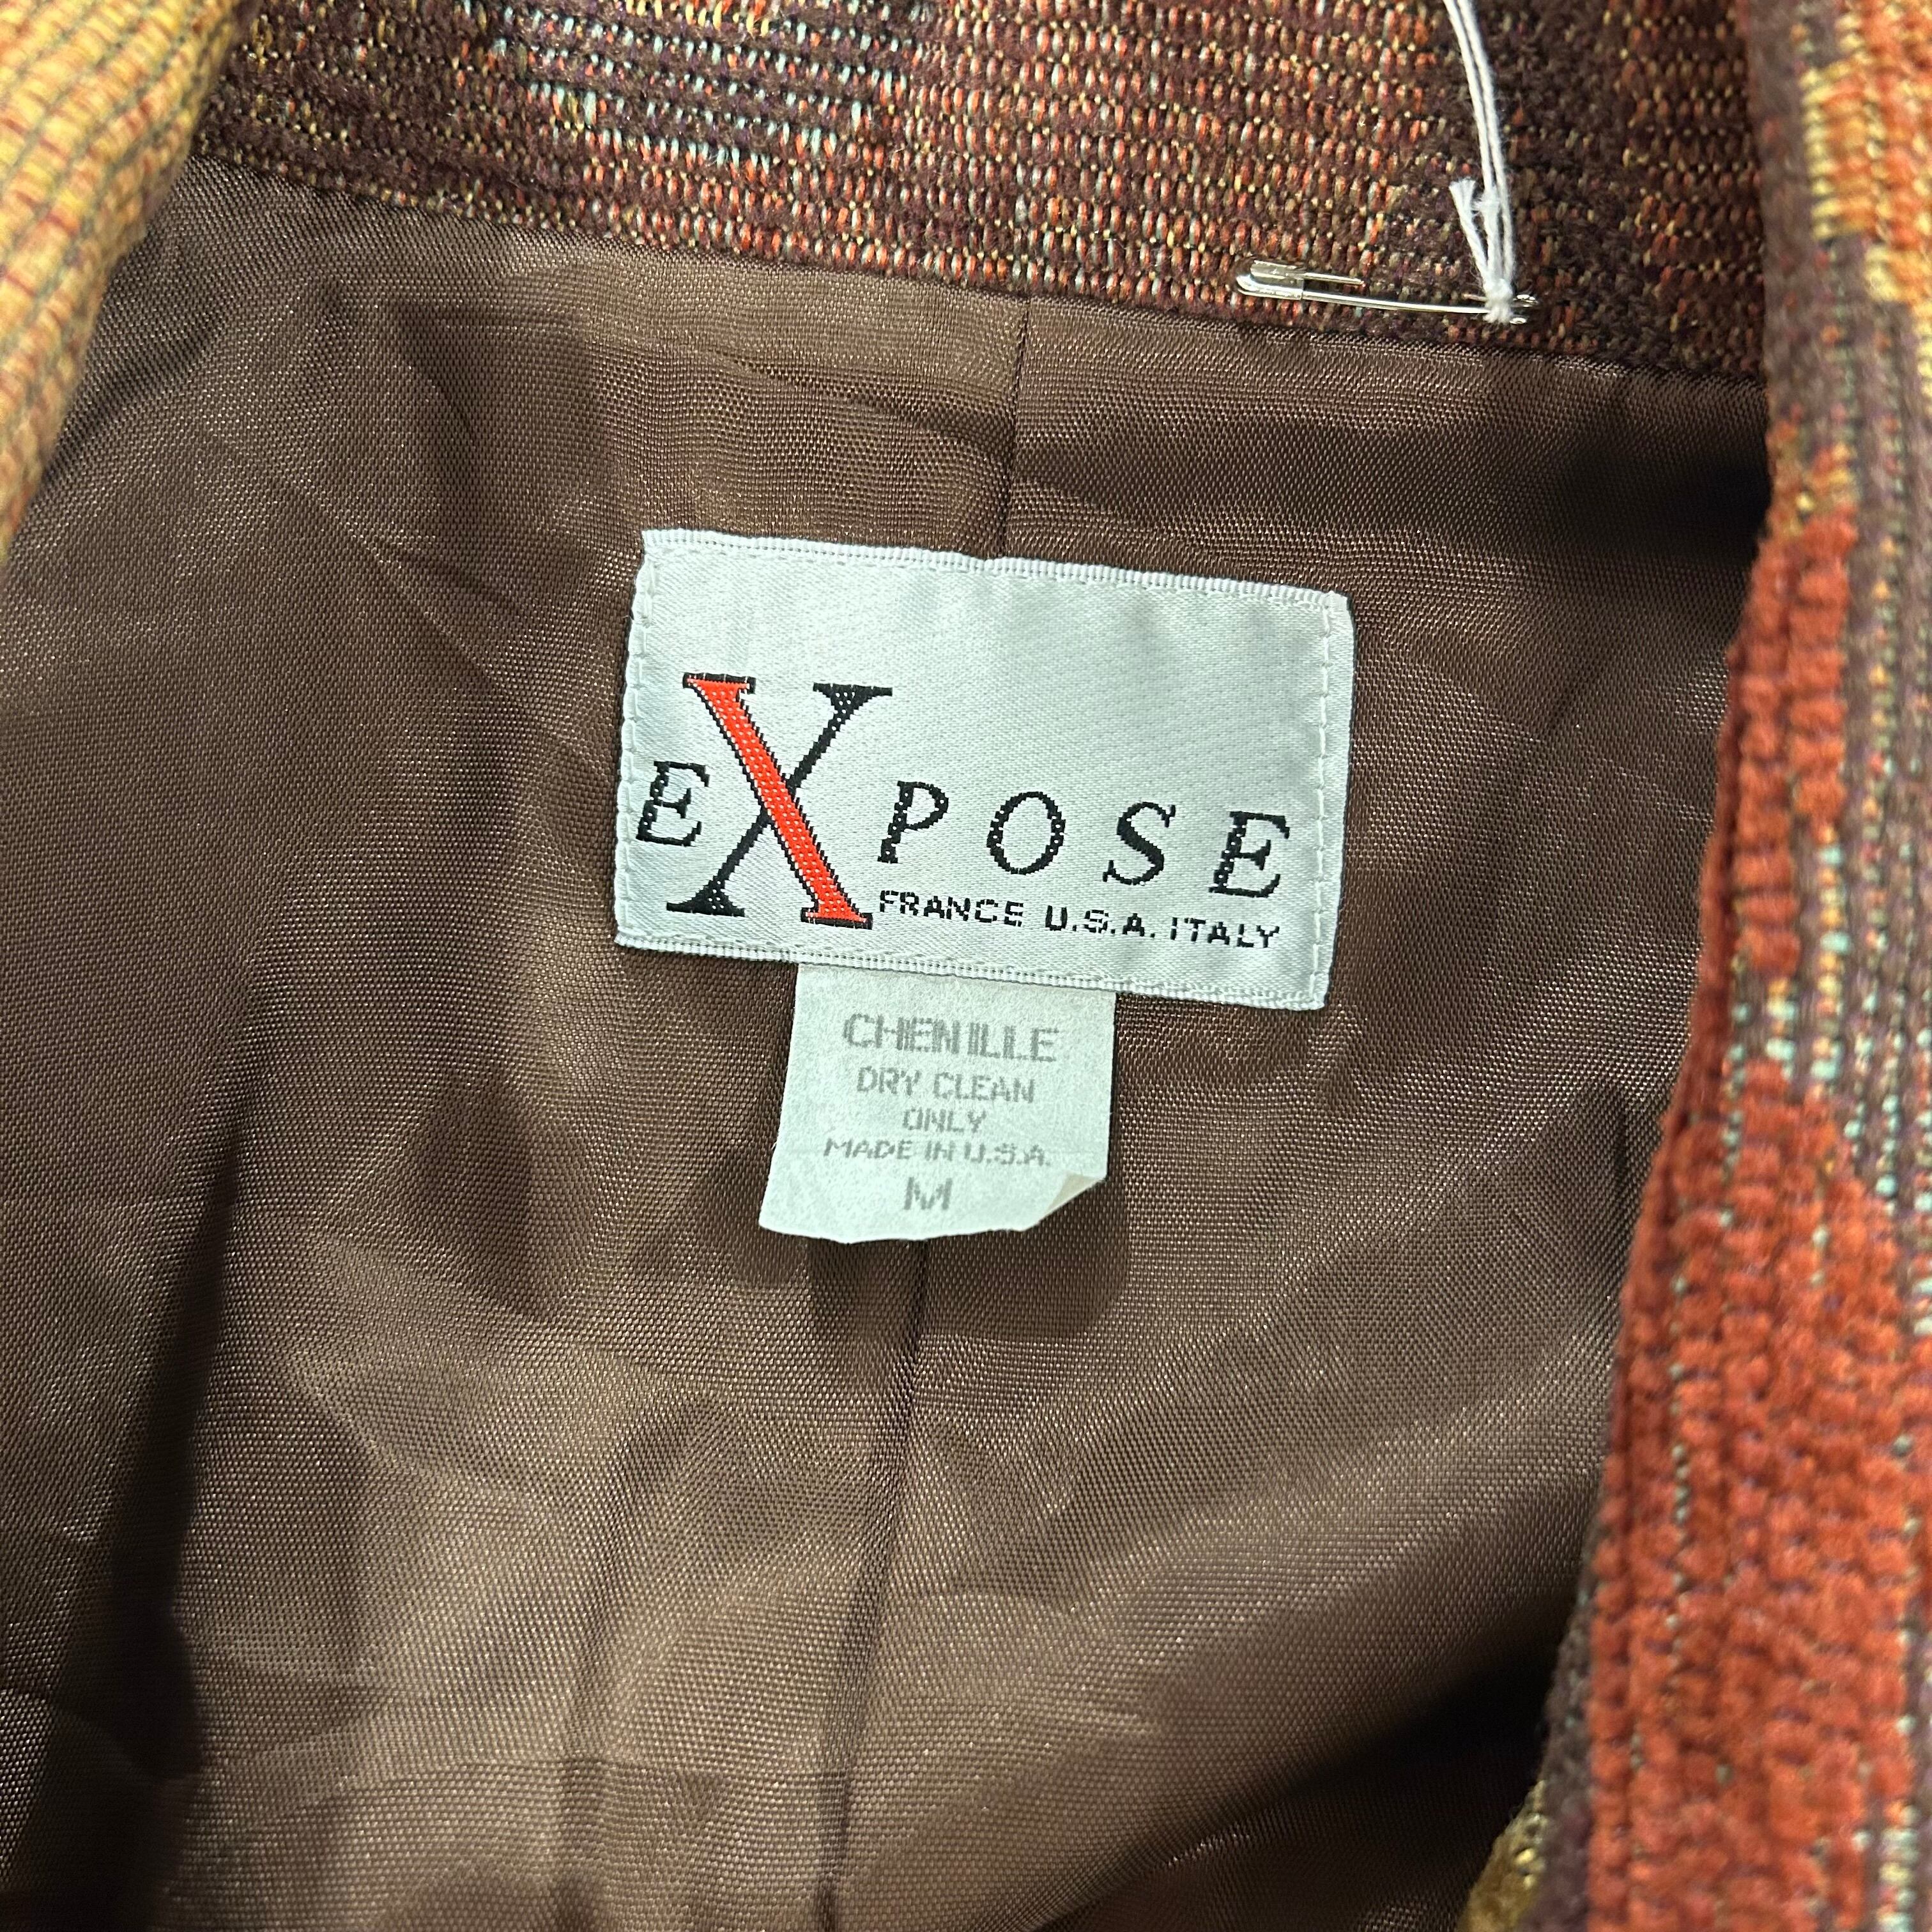 EXPOSE
FRANCE U.S.A. ITALY
CHENILLE
DRY CLEAN
ONLY
MADE IN U.S.A.
M